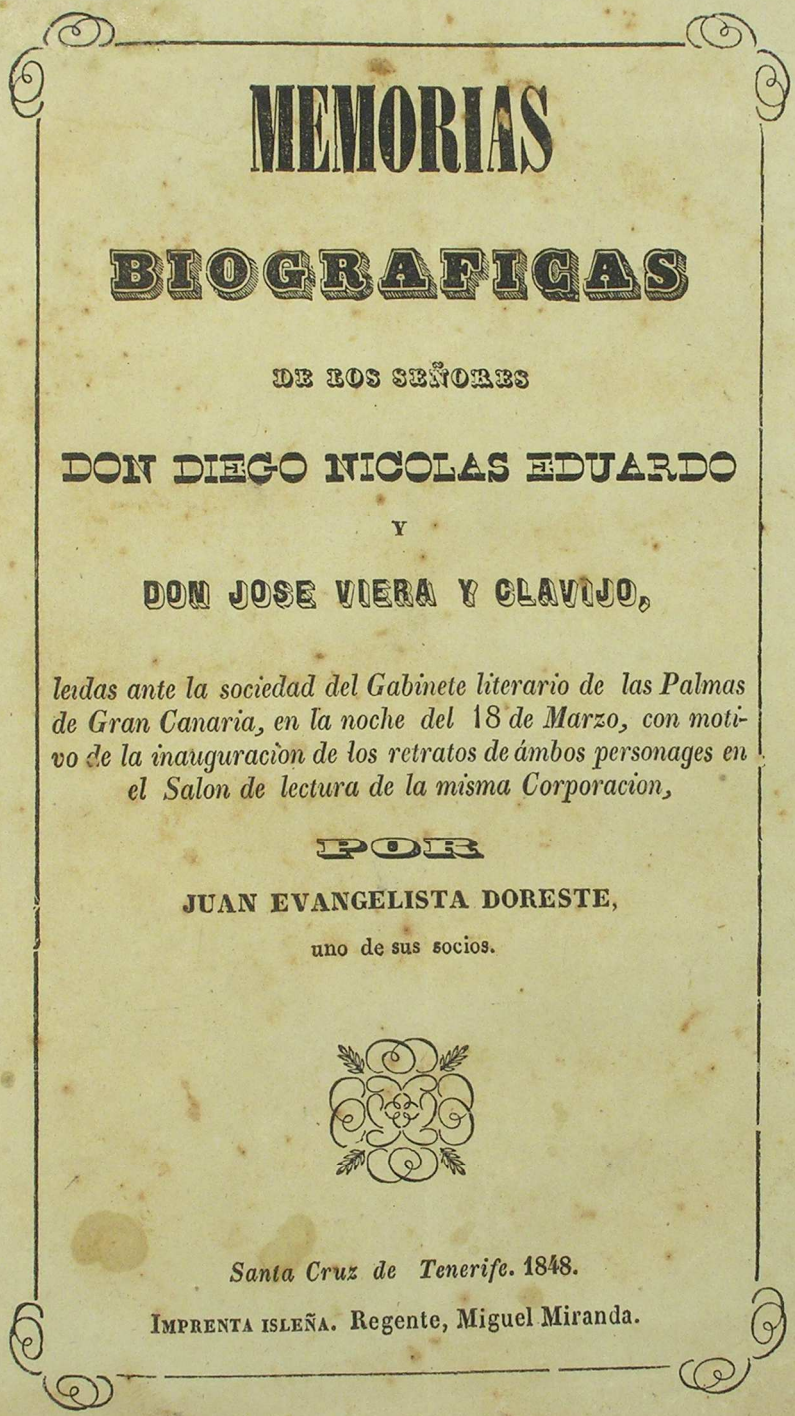 MEMORIAS
BIOGRAFICAS
DE LOS SEÑORES
DON DIEGO NICOLAS EDUARDO
Y
DON JOSE VIERA Y CLAVIJO,
leidas ante la sociedad del Gabinete literario de las Palmas
de Gran Canaria, en la noche del 18 de Marzo, con moti-
vo de la inauguracion de los retratos de ámbos personages en
el Salon de lectura de la misma Corporacion,
POR
JUAN EVANGELISTA DORESTE,
uno de sus socios.
Santa Cruz de Tenerife. 1848.
IMPRENTA ISLEÑA. Regente, Miguel Miranda.